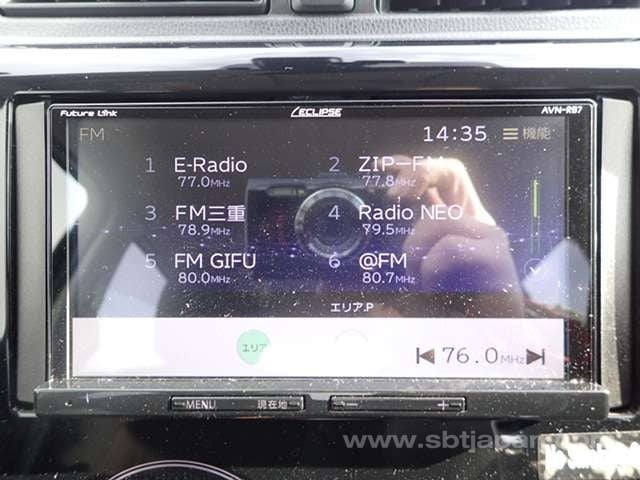 Future Link ECLIPSE AVN-R87
FM 14:35 機能
1 E-Radio 2 ZIP-FM
77.0MHz 77.8MHz
3 FM三重 4 Radio NEO
78.9MHz 79.5MHz
5 FM GIFU 6 @FM
80.0MHz 80.7MHz
エリア.P
エリア 76.0MHz
MENU 現在地 - +
www.sbtjapan.com